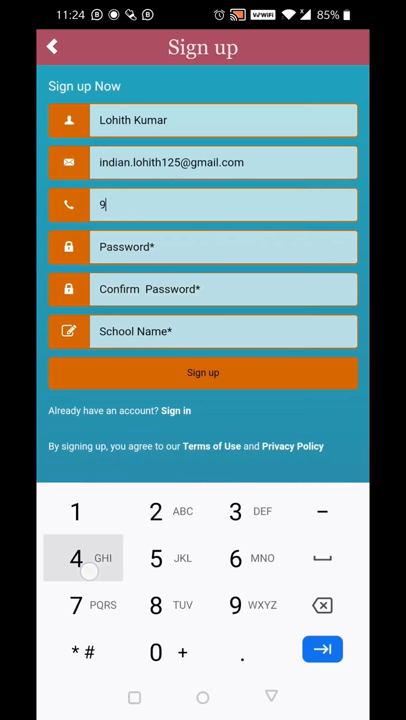 11:24 VoWiFi 85%
Sign up
Sign up Now
Lohith Kumar
indian.lohith125@gmail.com
9
Password*
Confirm Password*
School Name*
Sign up
Already have an account? Sign in
By signing up, you agree to our Terms of Use and Privacy Policy
1 2 ABC 3 DEF -
4 GHI 5 JKL 6 MNO
7 PQRS 8 TUV 9 WXYZ
* # 0 + .